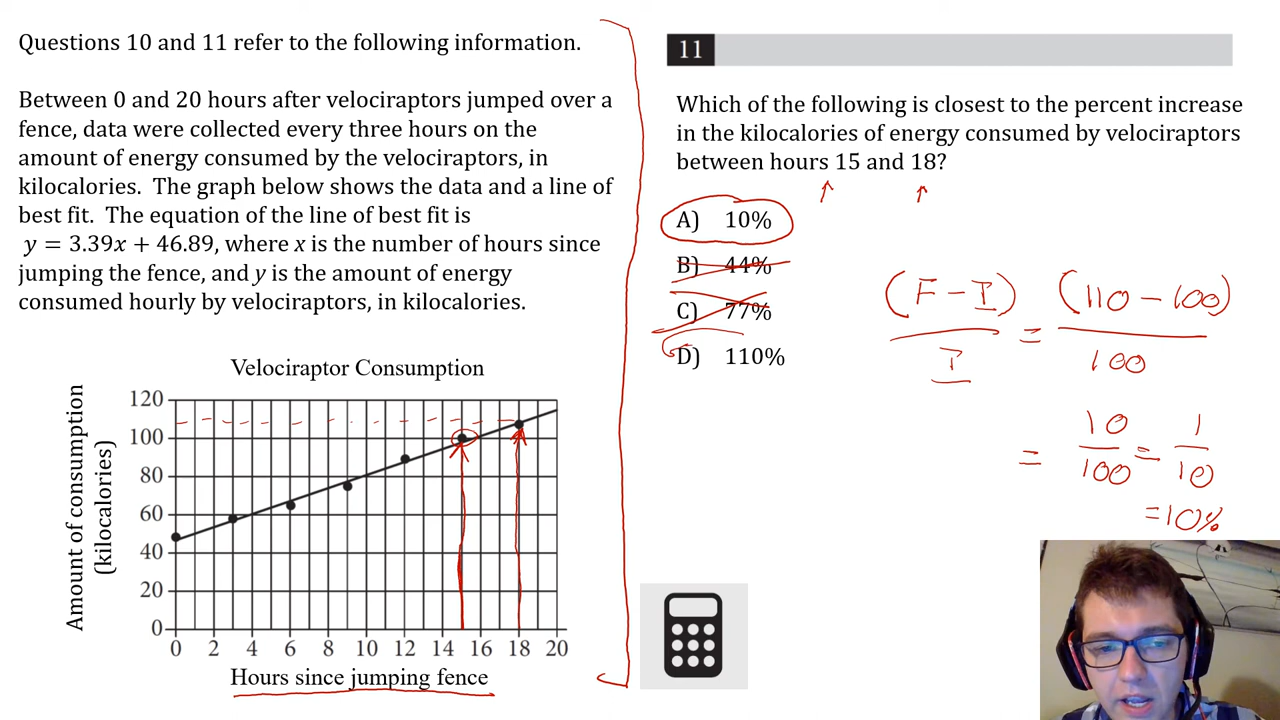 Questions 10 and 11 refer to the following information.
Between 0 and 20 hours after velociraptors jumped over a
fence, data were collected every three hours on the
amount of energy consumed by the velociraptors, in
kilocalories. The graph below shows the data and a line of
best fit. The equation of the line of best fit is
y = 3.39x + 46.89, where x is the number of hours since
jumping the fence, and y is the amount of energy
consumed hourly by velociraptors, in kilocalories.
Velociraptor Consumption
Amount of consumption
(kilocalories)
120
100
80
60
40
20
0
0 2 4 6 8 10 12 14 16 18 20
Hours since jumping fence
11
Which of the following is closest to the percent increase
in the kilocalories of energy consumed by velociraptors
between hours 15 and 18?
A) 10%
B) 44%
C) 77%
D) 110%
(F - I) / I = (110 - 100) / 100
= 10/100 = 1/10
= 10%